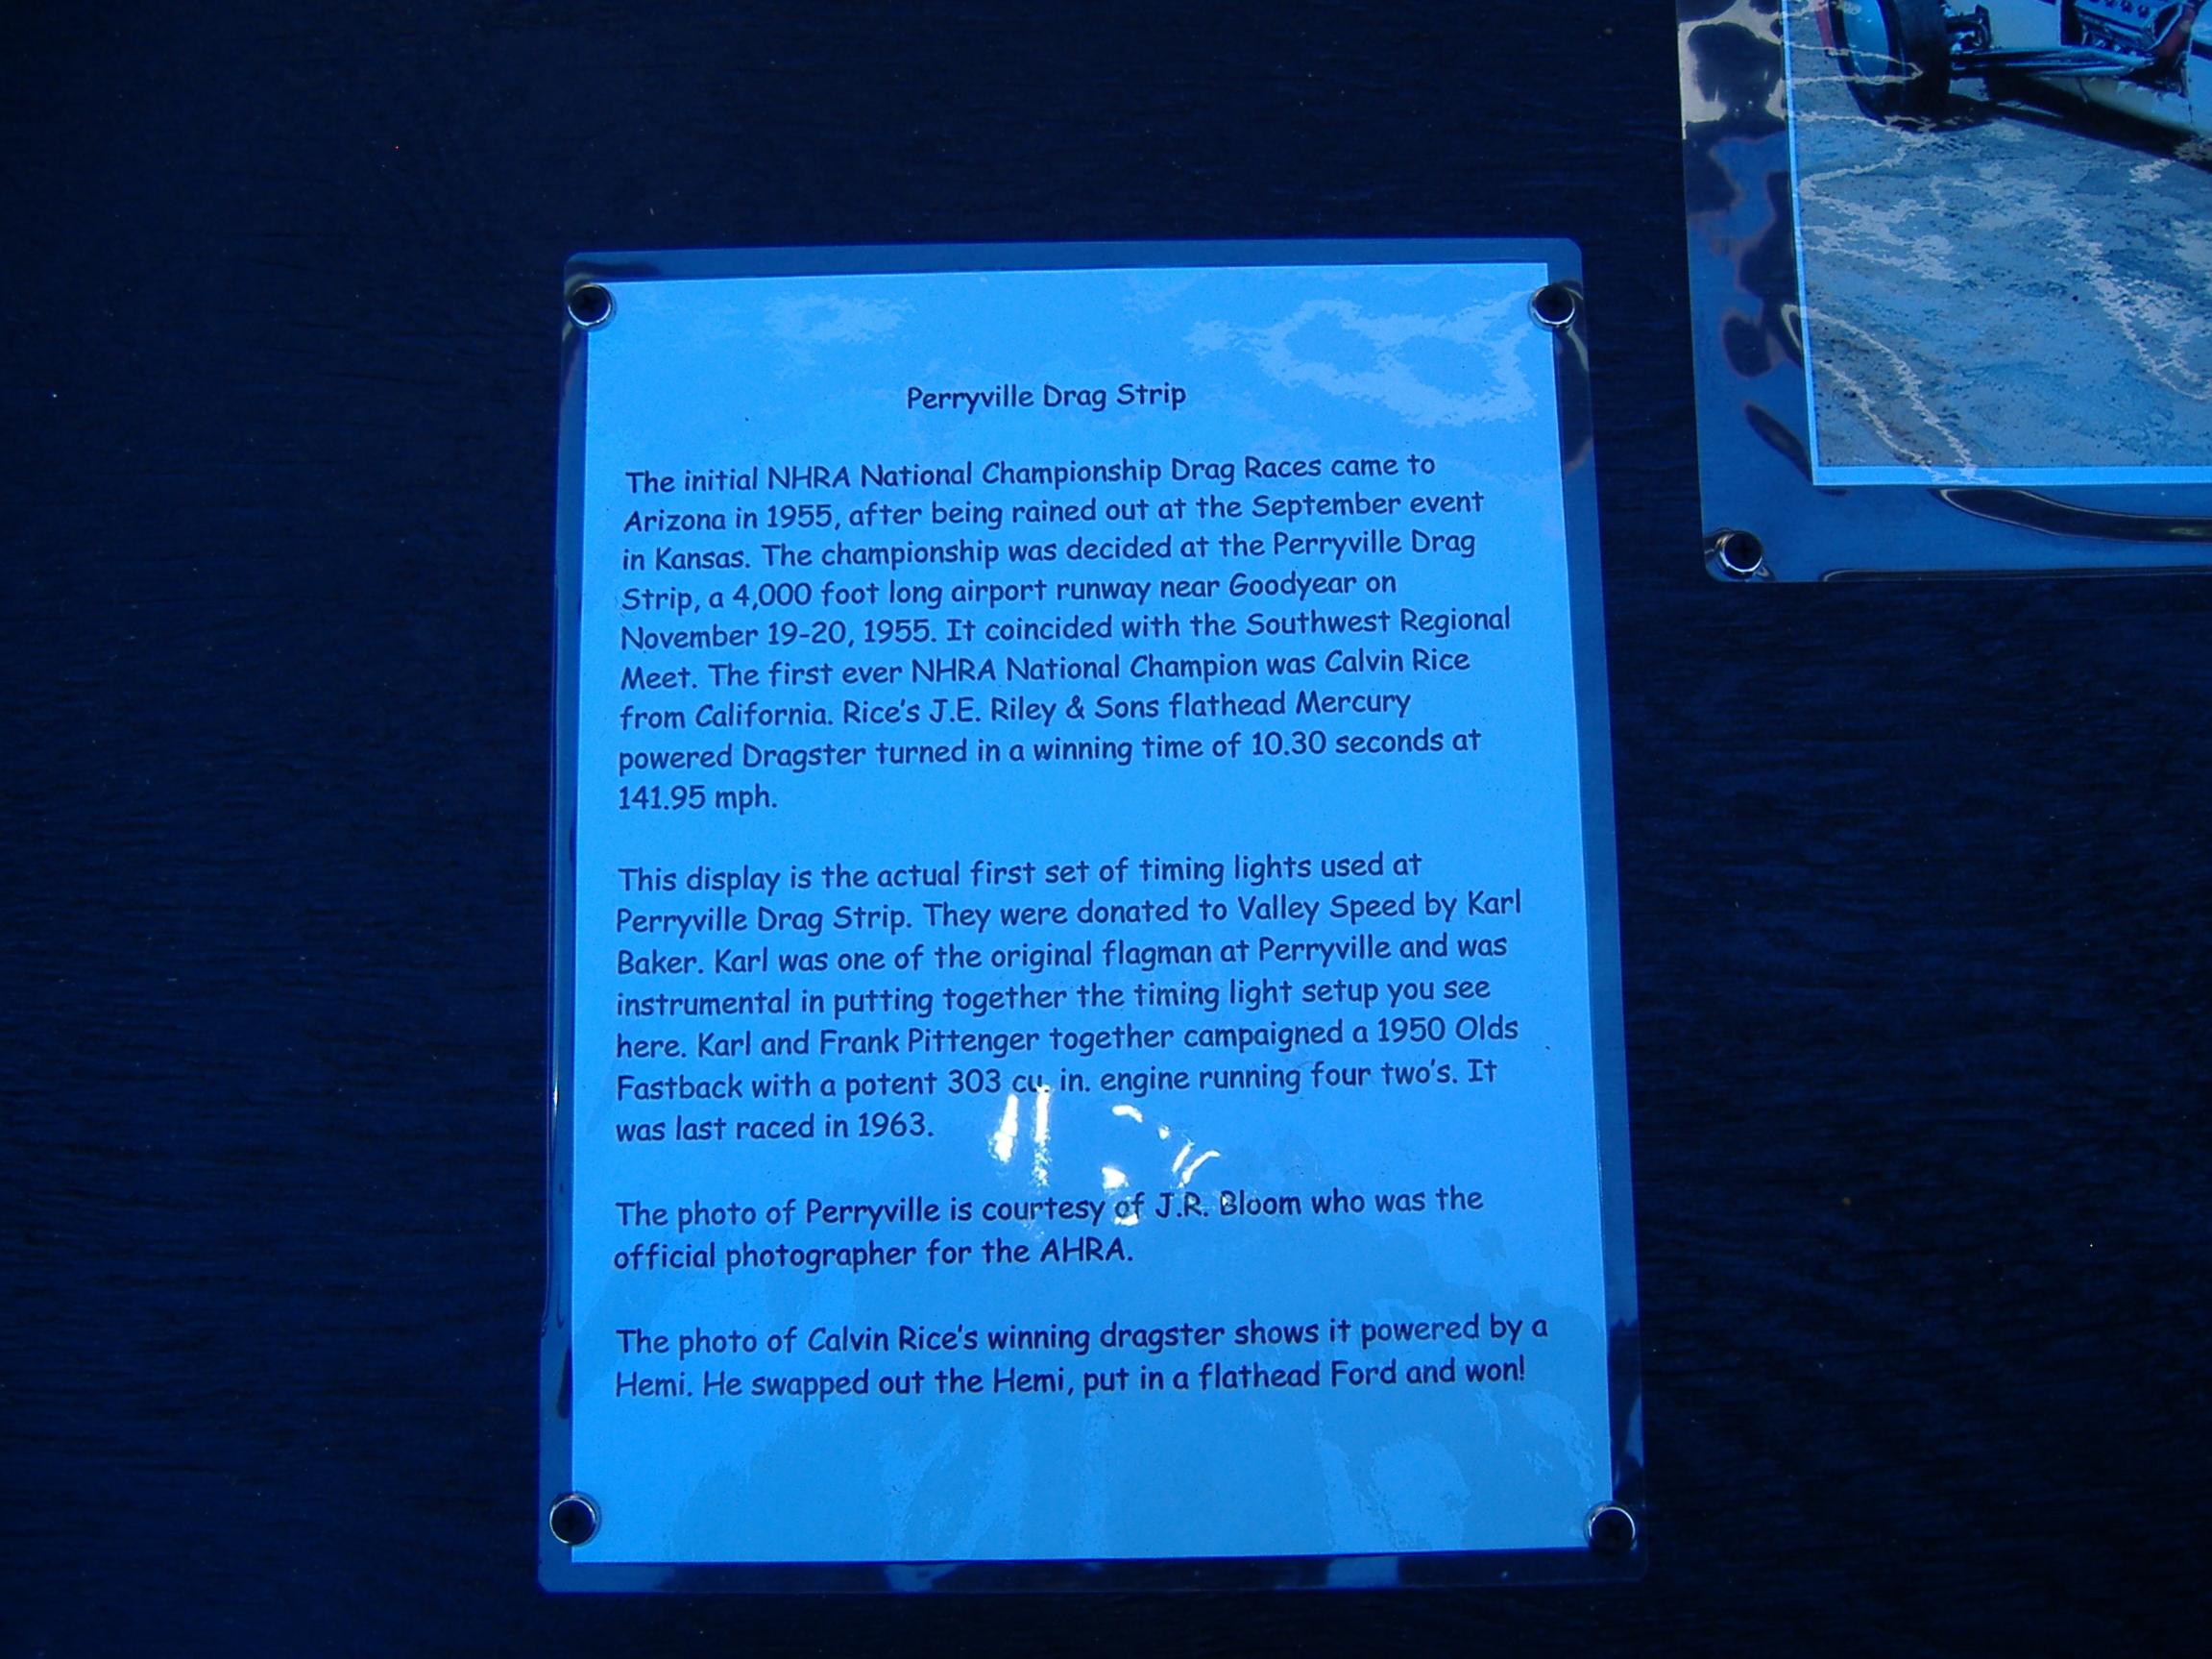 Perryville Drag Strip
The initial NHRA National Championship Drag Races came to
Arizona in 1955, after being rained out at the September event
in Kansas. The championship was decided at the Perryville Drag
Strip, a 4,000 foot long airport runway near Goodyear on
November 19-20, 1955. It coincided with the Southwest Regional
Meet. The first ever NHRA National Champion was Calvin Rice
from California. Rice's J.E. Riley & Sons flathead Mercury
powered Dragster turned in a winning time of 10.30 seconds at
141.95 mph.
This display is the actual first set of timing lights used at
Perryville Drag Strip. They were donated to Valley Speed by Karl
Baker. Karl was one of the original flagman at Perryville and was
instrumental in putting together the timing light setup you see
here. Karl and Frank Pittenger together campaigned a 1950 Olds
Fastback with a potent 303 cu. in. engine running four two's. It
was last raced in 1963.
The photo of Perryville is courtesy of J.R. Bloom who was the
official photographer for the AHRA.
The photo of Calvin Rice's winning dragster shows it powered by a
Hemi. He swapped out the Hemi, put in a flathead Ford and won!